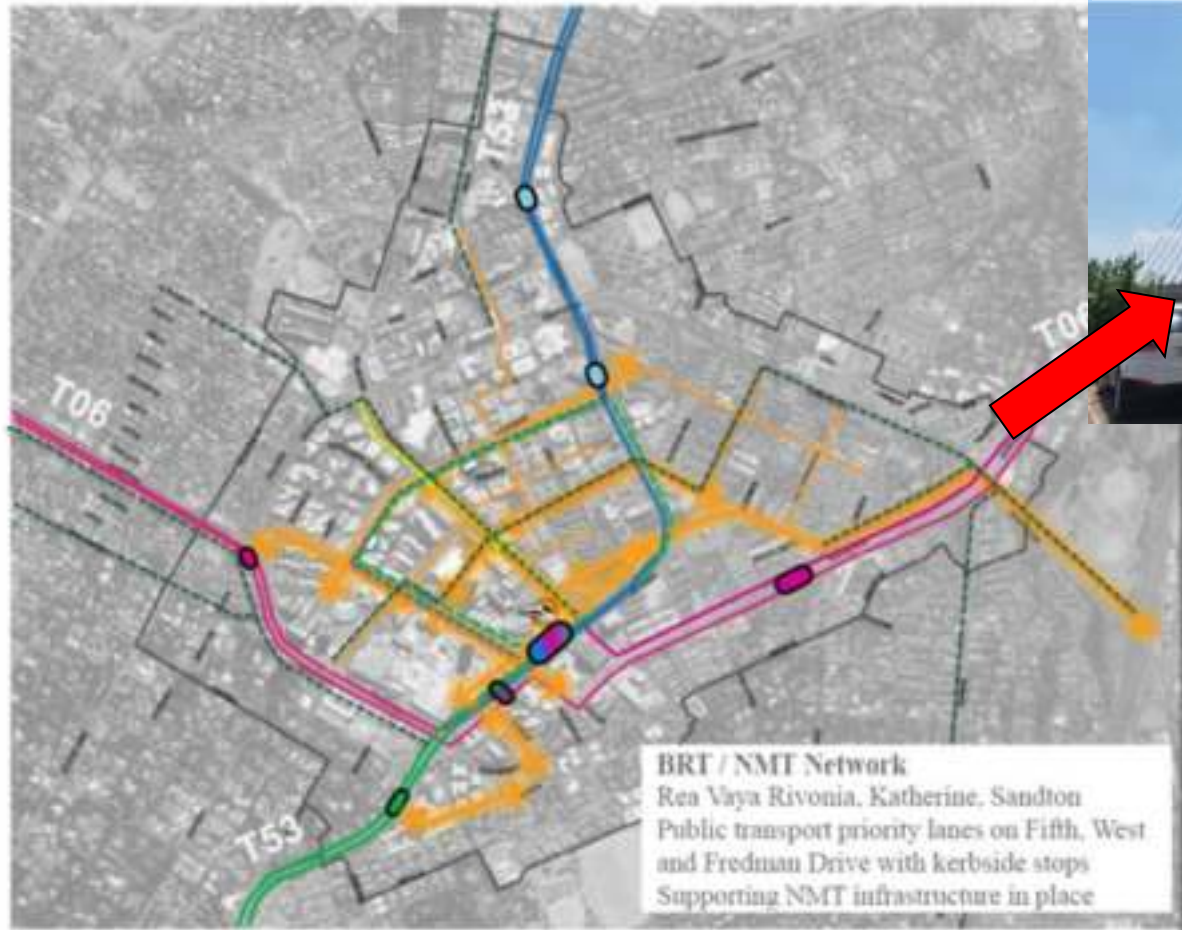 T53
T06
T06
T53
BRT / NMT Network
Rea Vaya Rivonia, Katherine, Sandton
Public transport priority lanes on Fifth, West
and Fredman Drive with kerbside stops
Supporting NMT infrastructure in place